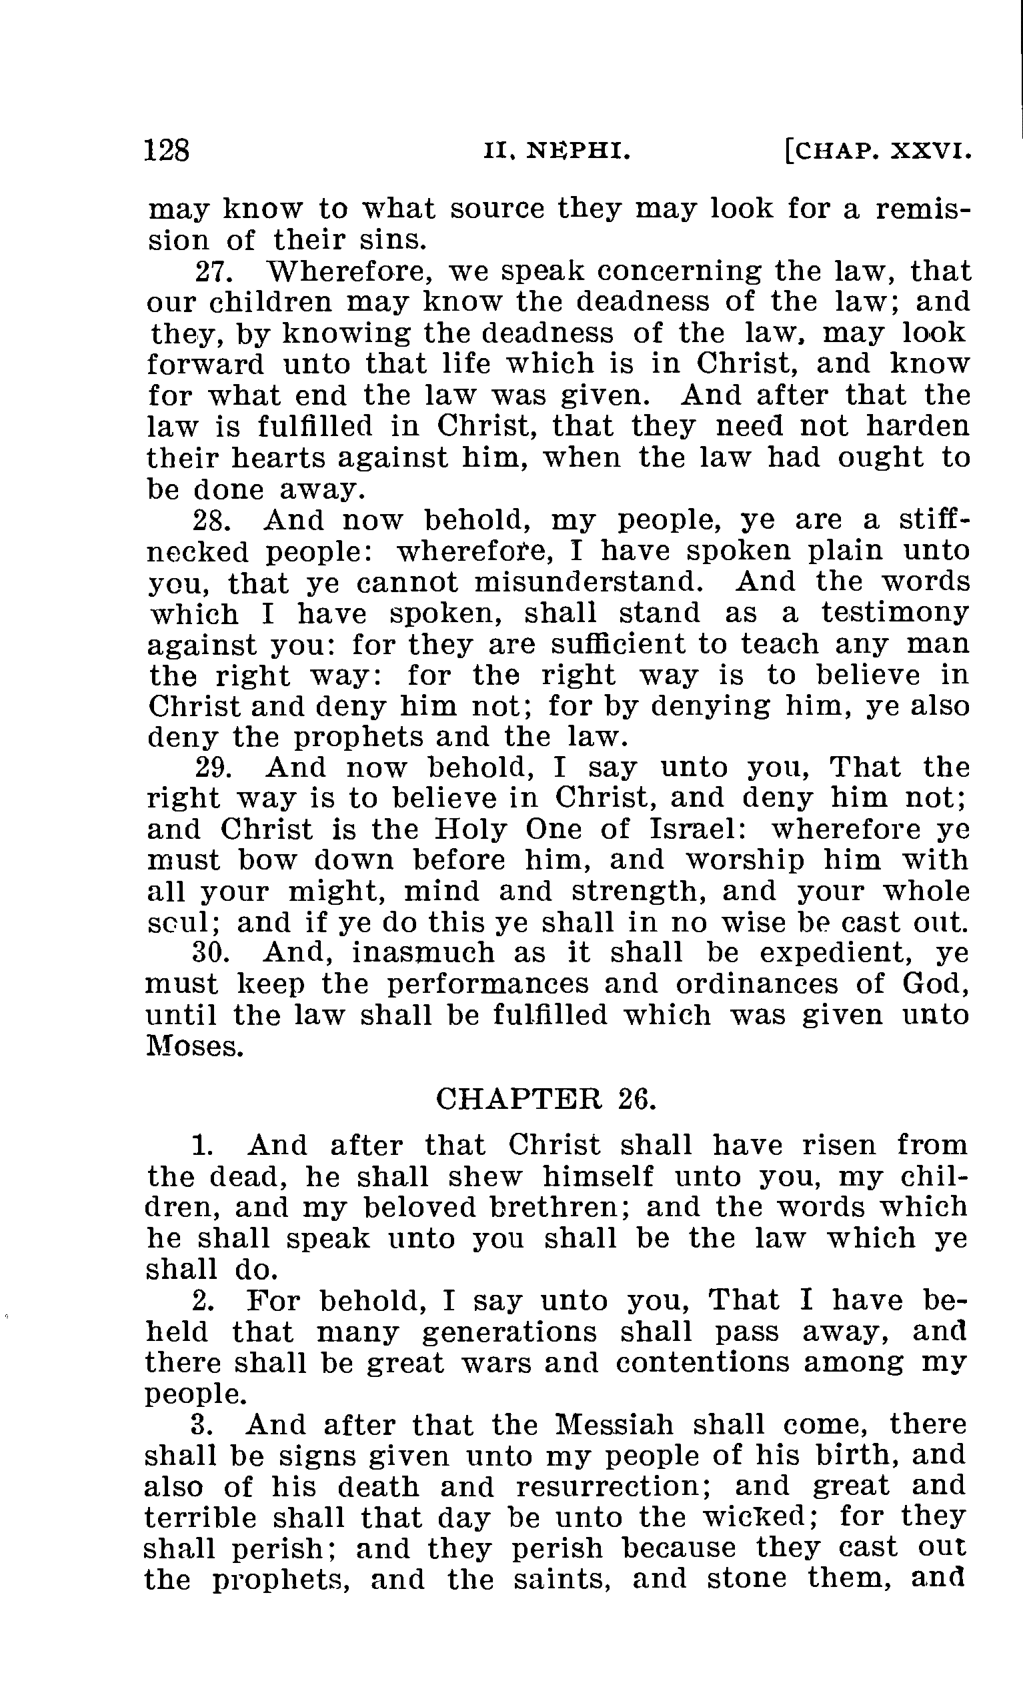 128 II. NEPHI. [CHAP. XXVI.
may know to what source they may look for a remis-
sion of their sins.
27. Wherefore, we speak concerning the law, that
our children may know the deadness of the law; and
they, by knowing the deadness of the law, may look
forward unto that life which is in Christ, and know
for what end the law was given. And after that the
law is fulfilled in Christ, that they need not harden
their hearts against him, when the law had ought to
be done away.
28. And now behold, my people, ye are a stiff-
necked people: wherefore, I have spoken plain unto
you, that ye cannot misunderstand. And the words
which I have spoken, shall stand as a testimony
against you: for they are sufficient to teach any man
the right way: for the right way is to believe in
Christ and deny him not; for by denying him, ye also
deny the prophets and the law.
29. And now behold, I say unto you, That the
right way is to believe in Christ, and deny him not;
and Christ is the Holy One of Israel: wherefore ye
must bow down before him, and worship him with
all your might, mind and strength, and your whole
soul; and if ye do this ye shall in no wise be cast out.
30. And, inasmuch as it shall be expedient, ye
must keep the performances and ordinances of God,
until the law shall be fulfilled which was given unto
Moses.
CHAPTER 26.
1. And after that Christ shall have risen from
the dead, he shall shew himself unto you, my chil-
dren, and my beloved brethren; and the words which
he shall speak unto you shall be the law which ye
shall do.
2. For behold, I say unto you, That I have be-
held that many generations shall pass away, and
there shall be great wars and contentions among my
people.
3. And after that the Messiah shall come, there
shall be signs given unto my people of his birth, and
also of his death and resurrection; and great and
terrible shall that day be unto the wicked; for they
shall perish; and they perish because they cast out
the prophets, and the saints, and stone them, and